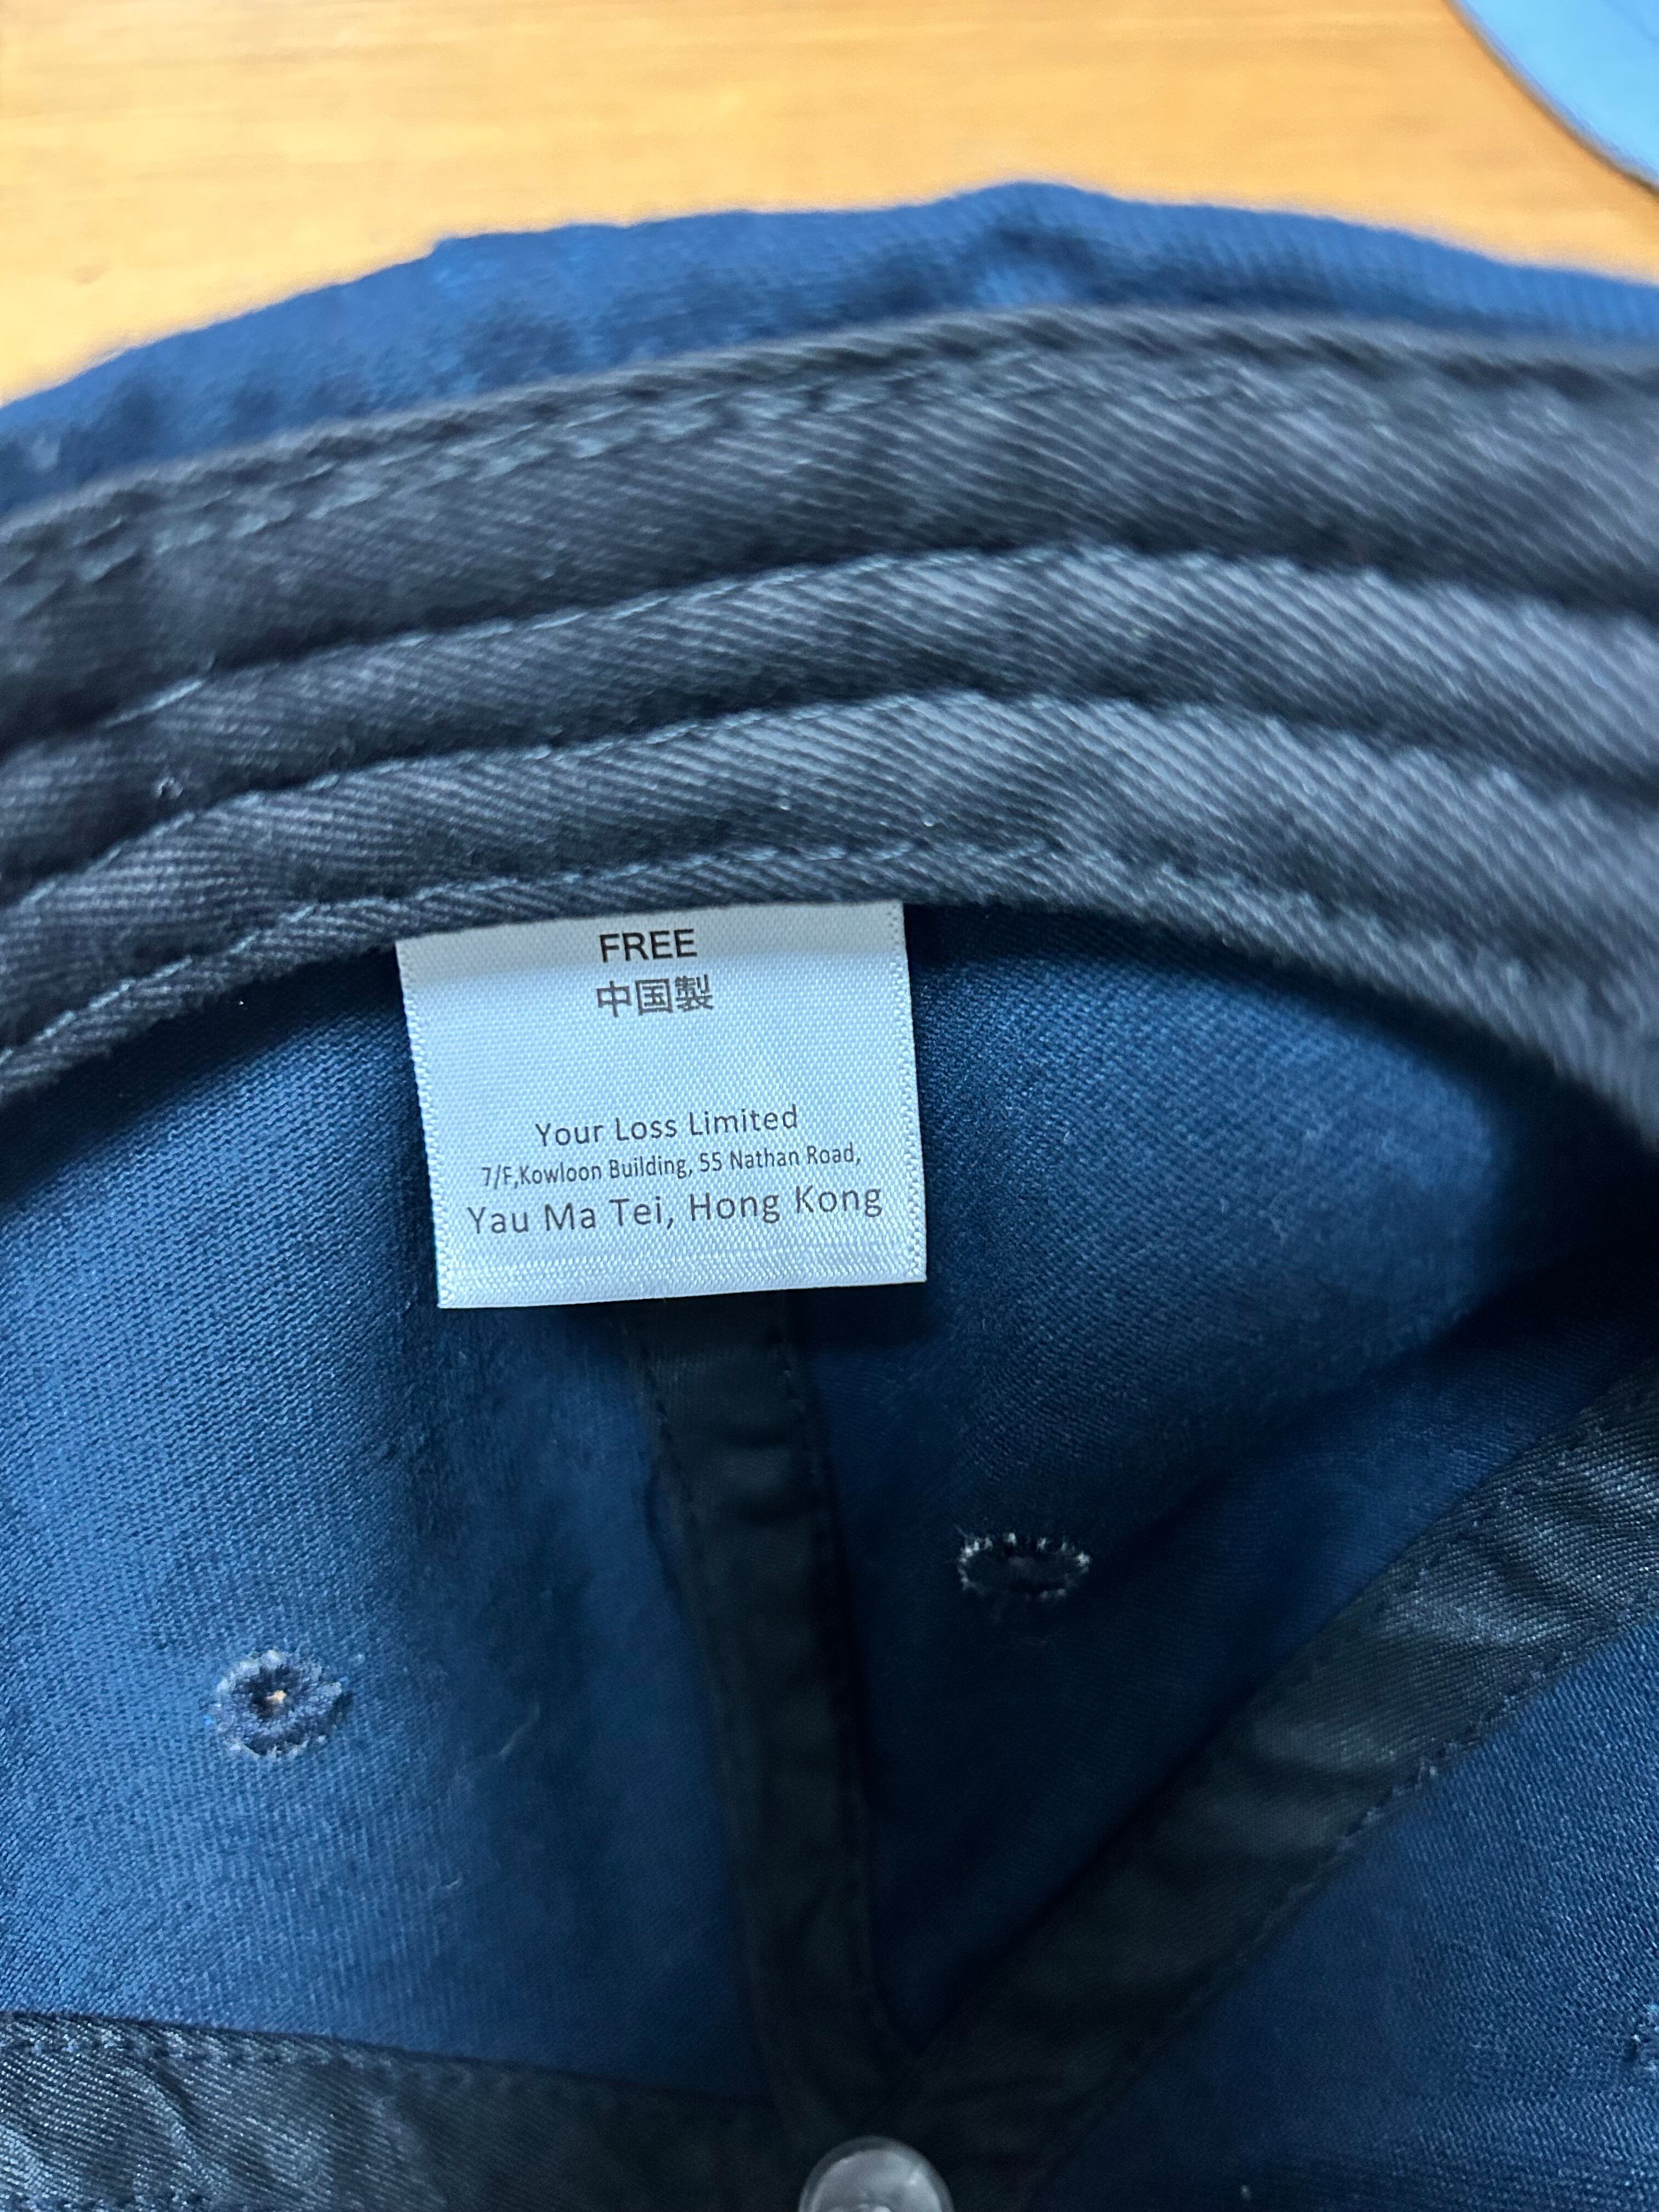 FREE
中国製
Your Loss Limited
7/F,Kowloon Building, 55 Nathan Road,
Yau Ma Tei, Hong Kong